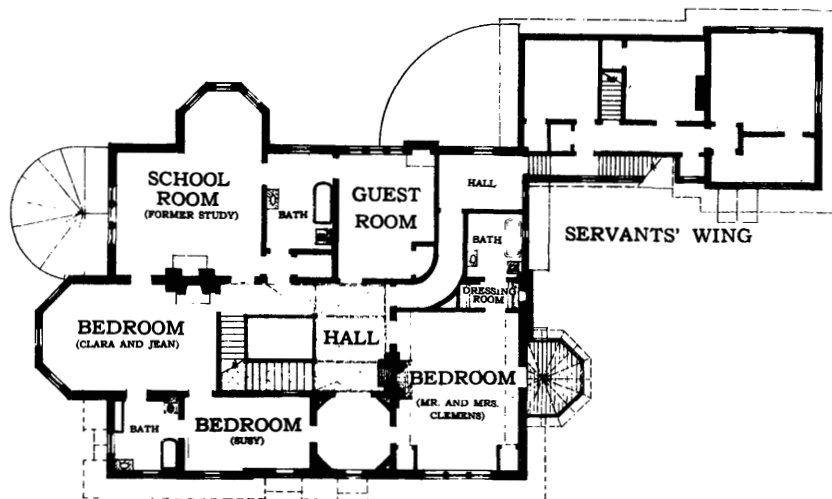 SCHOOL
ROOM
(FORMER STUDY)
BATH
GUEST
ROOM
HALL
BATH
SERVANTS' WING
DRESSING
ROOM
BEDROOM
(CLARA AND JEAN)
HALL
BEDROOM
(MR. AND MRS.
CLEMENS)
BATH
BEDROOM
(SUSY)